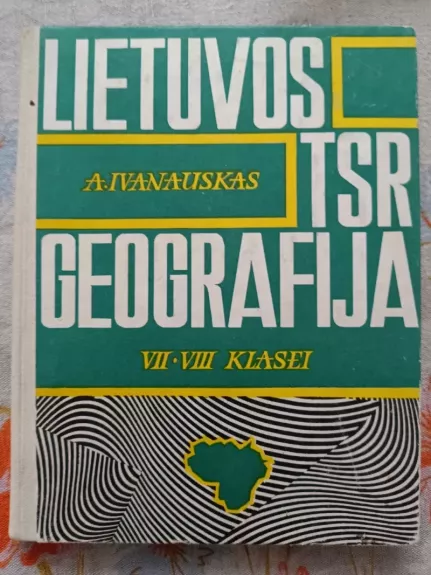 LIETUVOS
A. IVANAUSKAS
TSR
GEOGRAFIJA
VII-VIII KLASEI